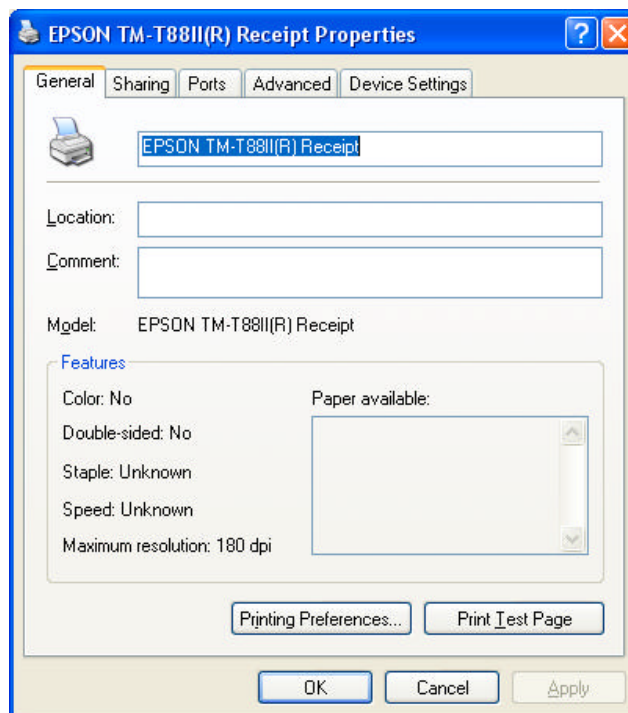 EPSON TM-T88II(R) Receipt Properties
General Sharing Ports Advanced Device Settings
EPSON TM-T88II(R) Receipt
Location:
Comment:
Model: EPSON TM-T88II(R) Receipt
Features
Color: No
Paper available:
Double-sided: No
Staple: Unknown
Speed: Unknown
Maximum resolution: 180 dpi
Printing Preferences... Print Test Page
OK Cancel Apply